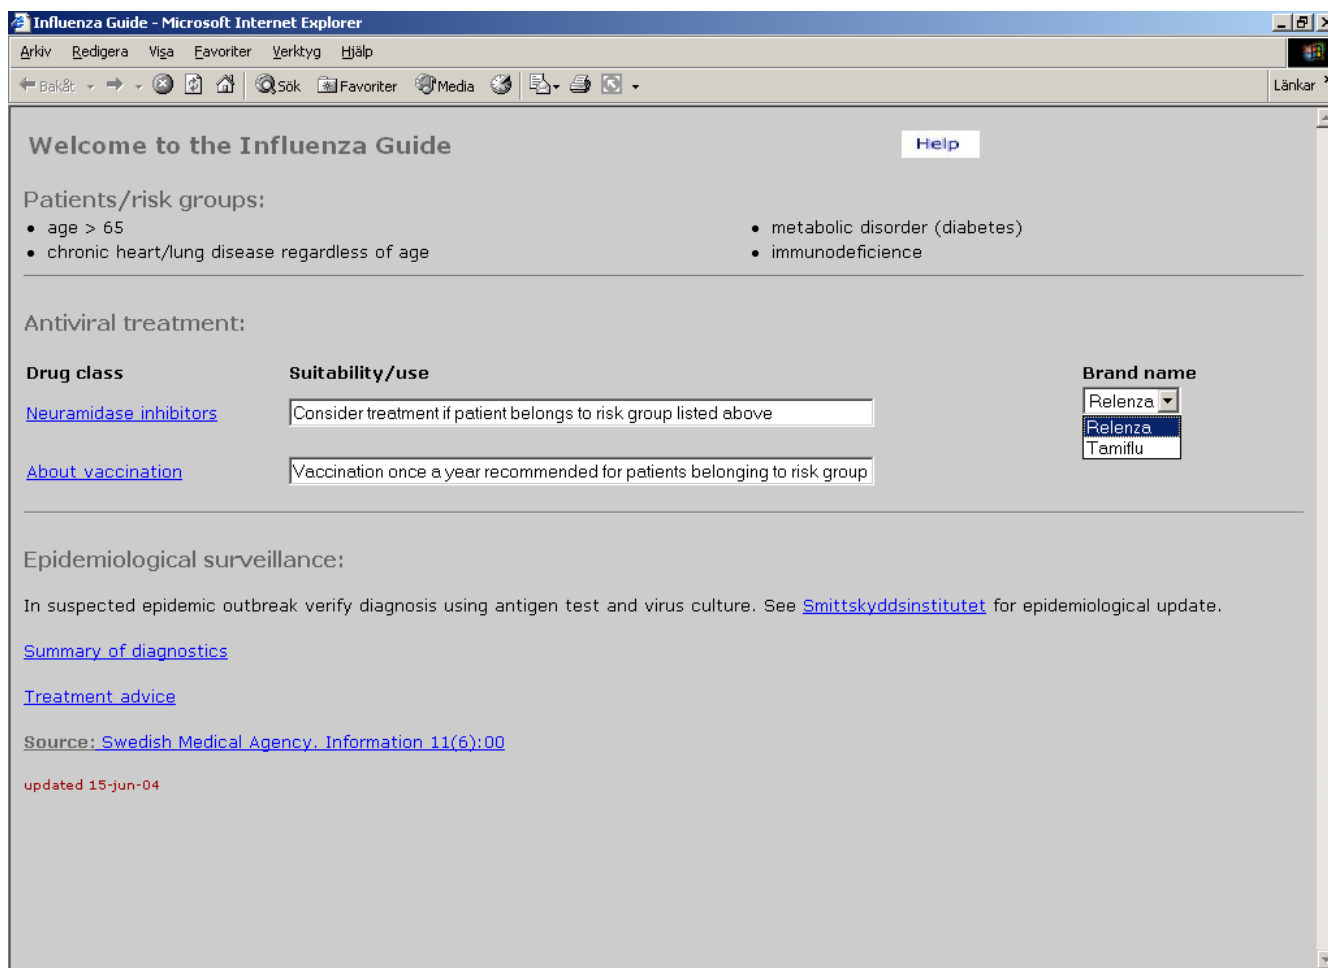 Influenza Guide - Microsoft Internet Explorer
Arkiv Redigera Visa Favoriter Verktyg Hjälp
Bakåt Sök Favoriter Media Länkar
Welcome to the Influenza Guide Help
Patients/risk groups:
• age > 65 • metabolic disorder (diabetes)
• chronic heart/lung disease regardless of age • immunodeficience
Antiviral treatment:
Drug class Suitability/use Brand name
Neuramidase inhibitors Consider treatment if patient belongs to risk group listed above Relenza
Relenza
Tamiflu
About vaccination Vaccination once a year recommended for patients belonging to risk group
Epidemiological surveillance:
In suspected epidemic outbreak verify diagnosis using antigen test and virus culture. See Smittskyddsinstitutet for epidemiological update.
Summary of diagnostics
Treatment advice
Source: Swedish Medical Agency. Information 11(6):00
updated 15-jun-04